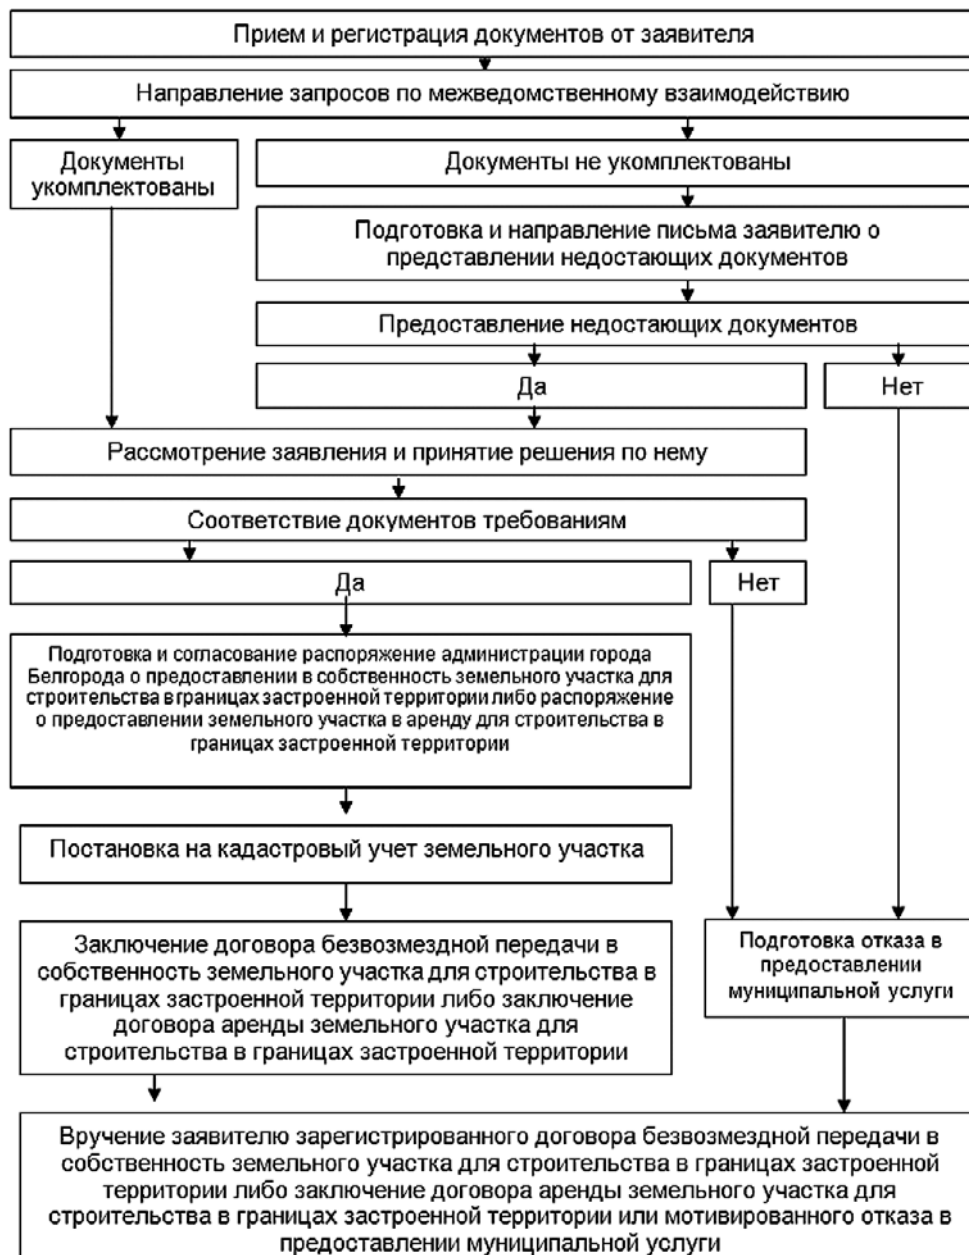 Прием и регистрация документов от заявителя
Направление запросов по межведомственному взаимодействию
Документы
укомплектованы
Документы не укомплектованы
Подготовка и направление письма заявителю о
представлении недостающих документов
Предоставление недостающих документов
Да
Нет
Рассмотрение заявления и принятие решения по нему
Соответствие документов требованиям
Да
Нет
Подготовка и согласование распоряжение администрации города
Белгорода о предоставлении в собственность земельного участка для
строительства в границах застроенной территории либо распоряжение
о предоставлении земельного участка в аренду для строительства в
границах застроенной территории
Постановка на кадастровый учет земельного участка
Заключение договора безвозмездной передачи в
собственность земельного участка для строительства в
границах застроенной территории либо заключение
договора аренды земельного участка для
строительства в границах застроенной территории
Подготовка отказа в
предоставлении
муниципальной услуги
Вручение заявителю зарегистрированного договора безвозмездной передачи в
собственность земельного участка для строительства в границах застроенной
территории либо заключение договора аренды земельного участка для
строительства в границах застроенной территории или мотивированного отказа в
предоставлении муниципальной услуги